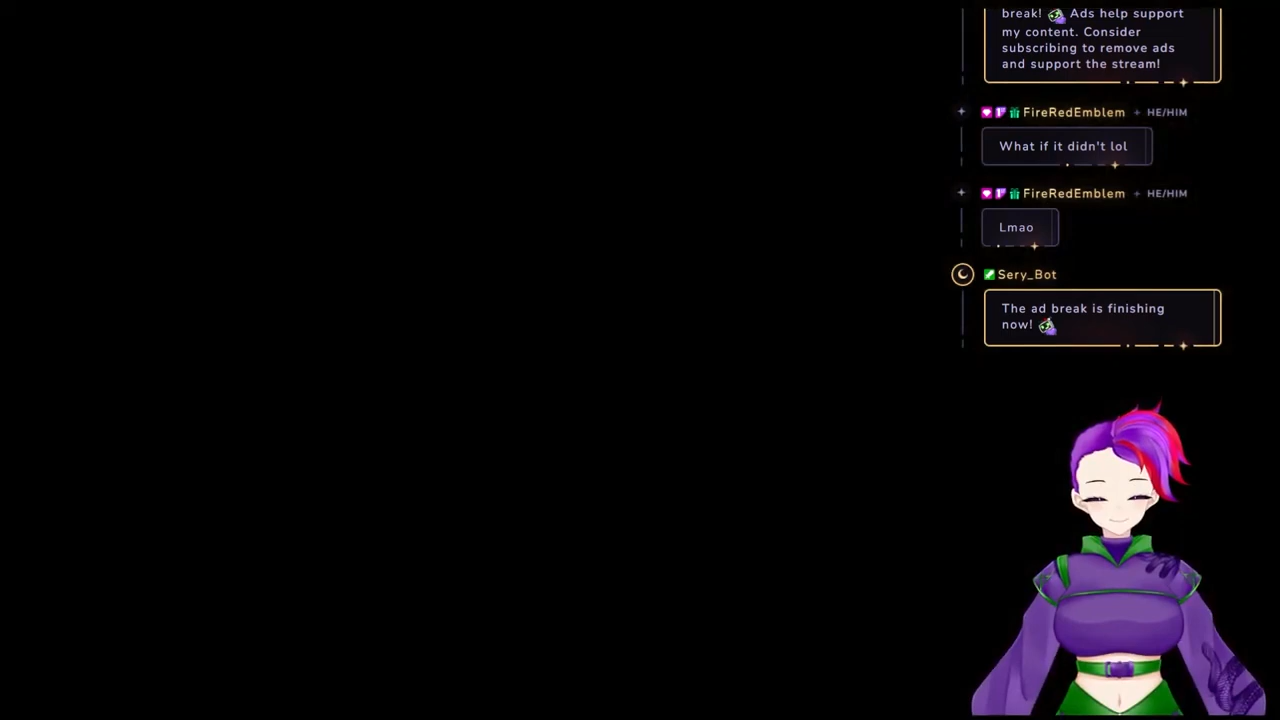 break! Ads help support
my content. Consider
subscribing to remove ads
and support the stream!
FireRedEmblem + HE/HIM
What if it didn't lol
FireRedEmblem + HE/HIM
Lmao
Sery_Bot
The ad break is finishing
now!